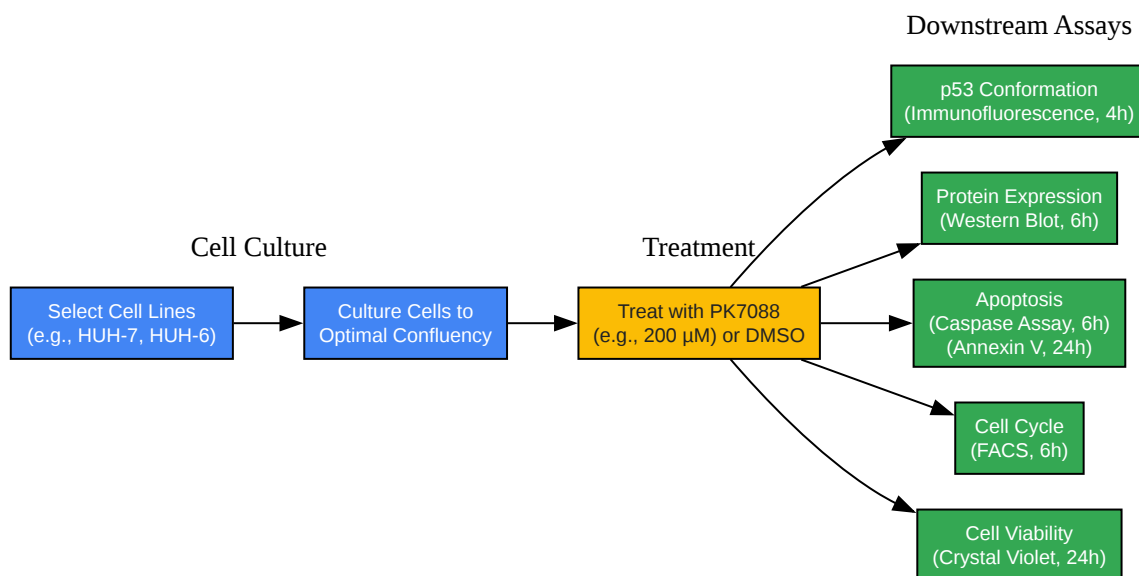 Downstream Assays
p53 Conformation
(Immunofluorescence, 4h)
Protein Expression
(Western Blot, 6h)
Cell Culture
Treatment
Select Cell Lines
(e.g., HUH-7, HUH-6)
Culture Cells to
Optimal Confluency
Treat with PK7088
(e.g., 200 µM) or DMSO
Apoptosis
(Caspase Assay, 6h)
(Annexin V, 24h)
Cell Cycle
(FACS, 6h)
Cell Viability
(Crystal Violet, 24h)